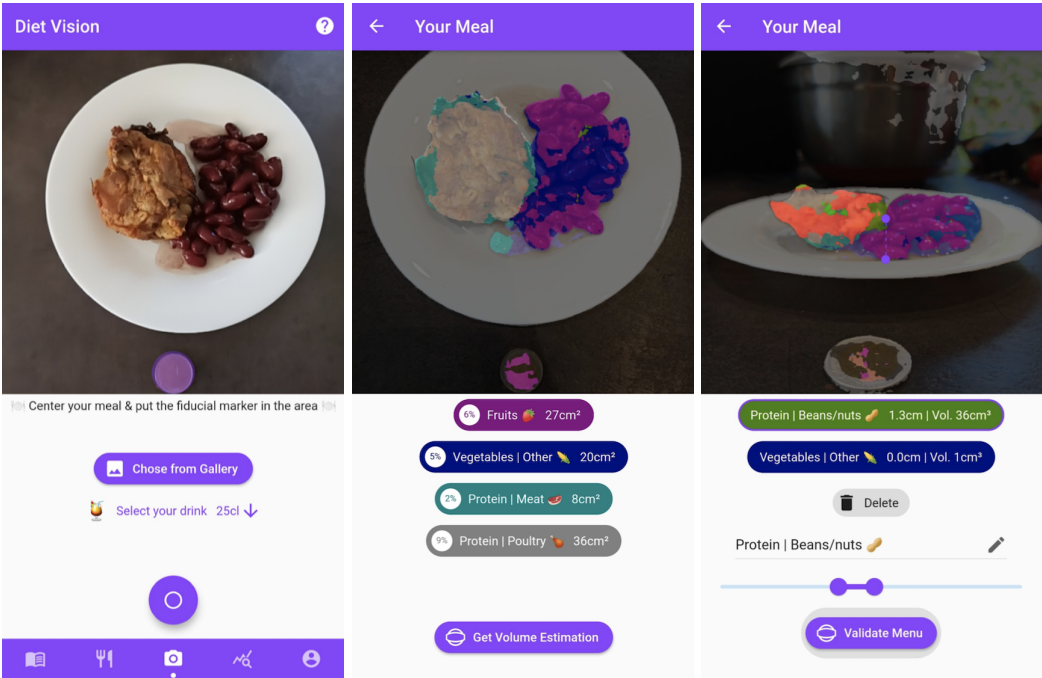 Diet Vision
?
🍽 Center your meal & put the fiducial marker in the area 🍽
Chose from Gallery
🍹 Select your drink 25cl ↓
← Your Meal
6% Fruits 🍓 27cm²
5% Vegetables | Other 🌽 20cm²
2% Protein | Meat 🥩 8cm²
9% Protein | Poultry 🍗 36cm²
Get Volume Estimation
← Your Meal
Protein | Beans/nuts 🥜 1.3cm | Vol. 36cm³
Vegetables | Other 🌽 0.0cm | Vol. 1cm³
Delete
Protein | Beans/nuts 🥜
Validate Menu